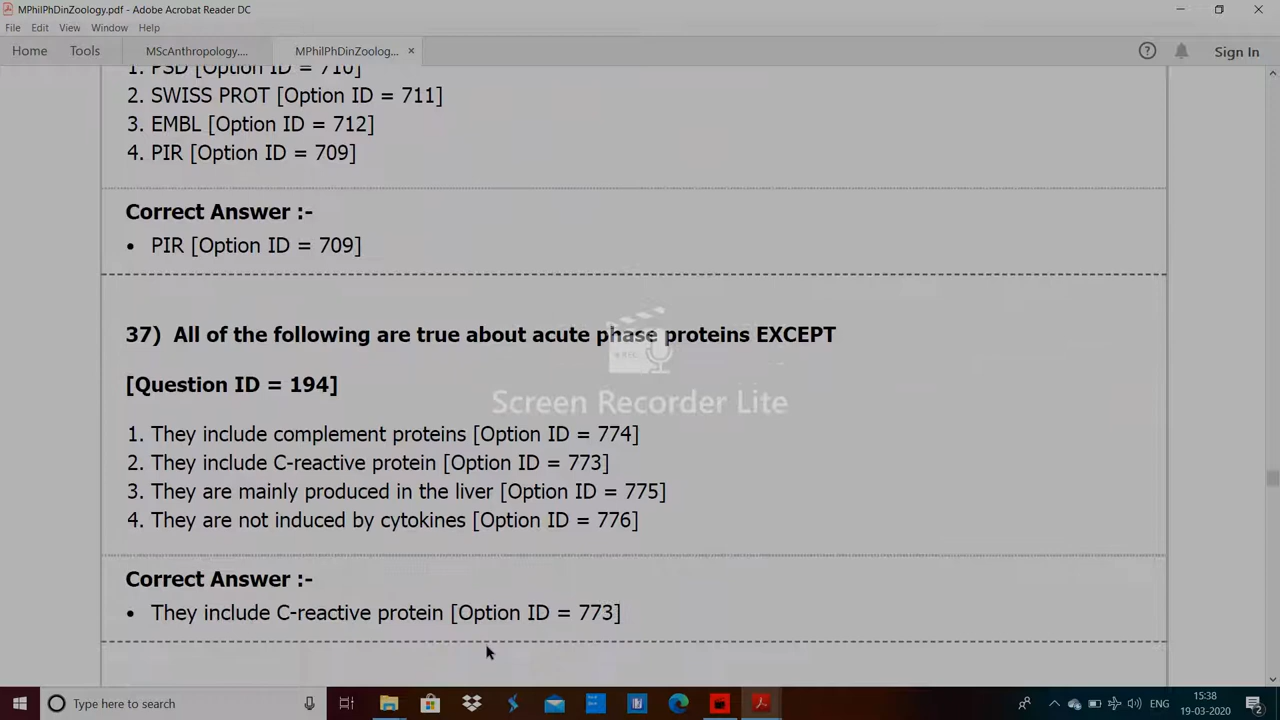 MPhilPhDinZoology.pdf - Adobe Acrobat Reader DC
File Edit View Window Help
Home Tools MScAnthropology.... MPhilPhDinZoolog... × Sign In
1. PSD [Option ID = 710]
2. SWISS PROT [Option ID = 711]
3. EMBL [Option ID = 712]
4. PIR [Option ID = 709]
Correct Answer :-
• PIR [Option ID = 709]
37) All of the following are true about acute phase proteins EXCEPT
[Question ID = 194]
Screen Recorder Lite
1. They include complement proteins [Option ID = 774]
2. They include C-reactive protein [Option ID = 773]
3. They are mainly produced in the liver [Option ID = 775]
4. They are not induced by cytokines [Option ID = 776]
Correct Answer :-
• They include C-reactive protein [Option ID = 773]
Type here to search
ENG
15:38
19-03-2020
2